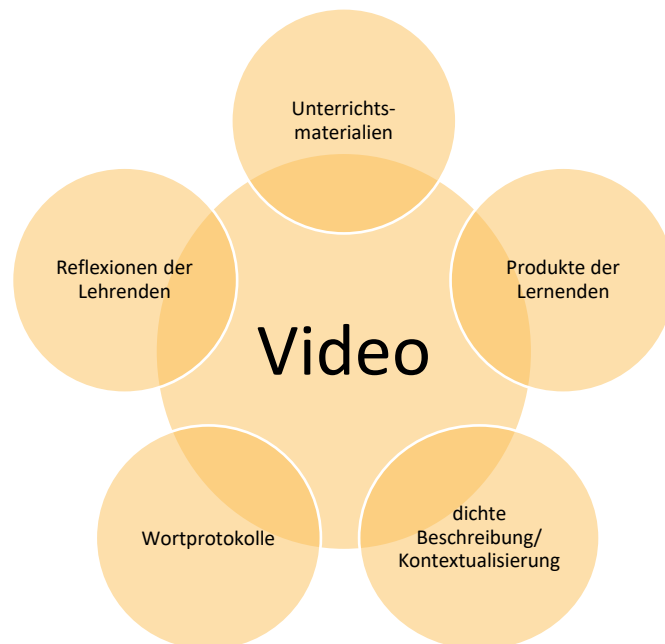 Unterrichts-
materialien
Reflexionen der
Lehrenden
Produkte der
Lernenden
Video
Wortprotokolle
dichte
Beschreibung/
Kontextualisierung